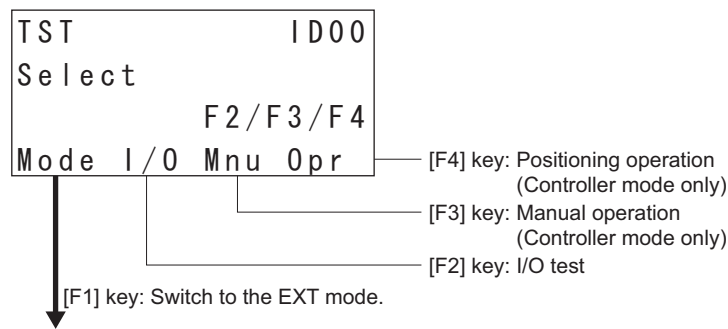 TST ID00
Select
F2/F3/F4
Mode I/O Mnu Opr
[F4] key: Positioning operation
(Controller mode only)
[F3] key: Manual operation
(Controller mode only)
[F2] key: I/O test
[F1] key: Switch to the EXT mode.